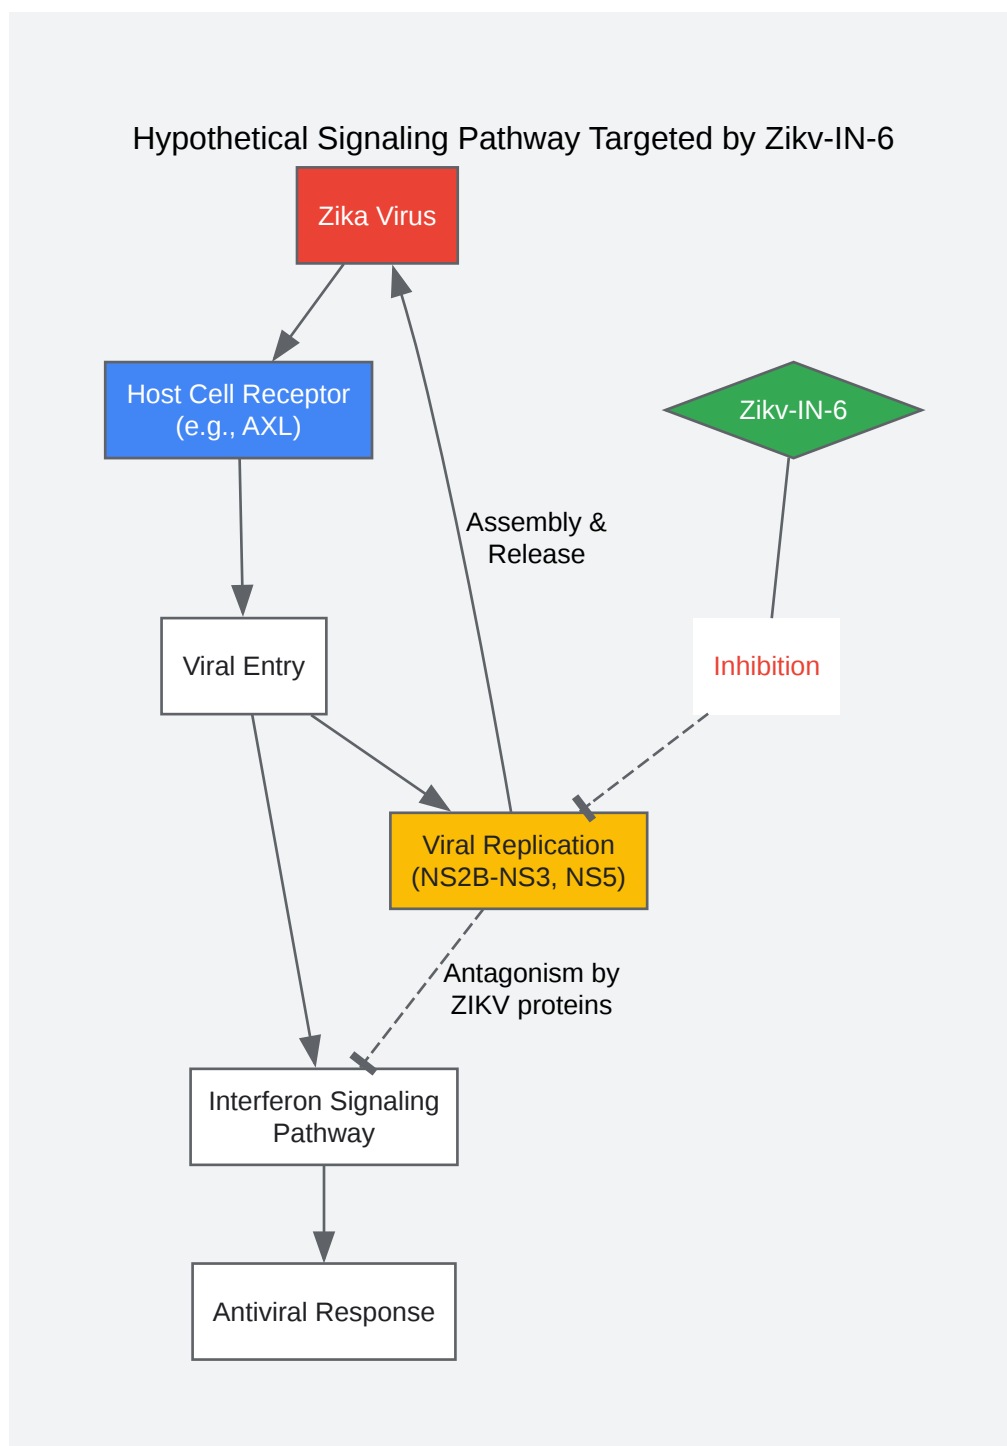 Hypothetical Signaling Pathway Targeted by Zikv-IN-6
Zika Virus
Host Cell Receptor
(e.g., AXL)
Zikv-IN-6
Assembly &
Release
Viral Entry
Inhibition
Viral Replication
(NS2B-NS3, NS5)
Antagonism by
ZIKV proteins
Interferon Signaling
Pathway
Antiviral Response